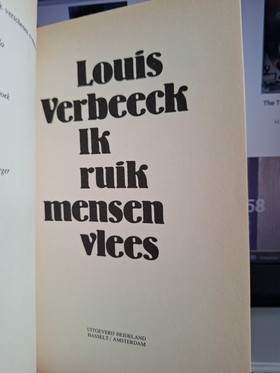 Louis
Verbeeck
Ik
ruik
mensen
vlees
UITGEVERIJ HEIDELAND
HASSELT / AMSTERDAM